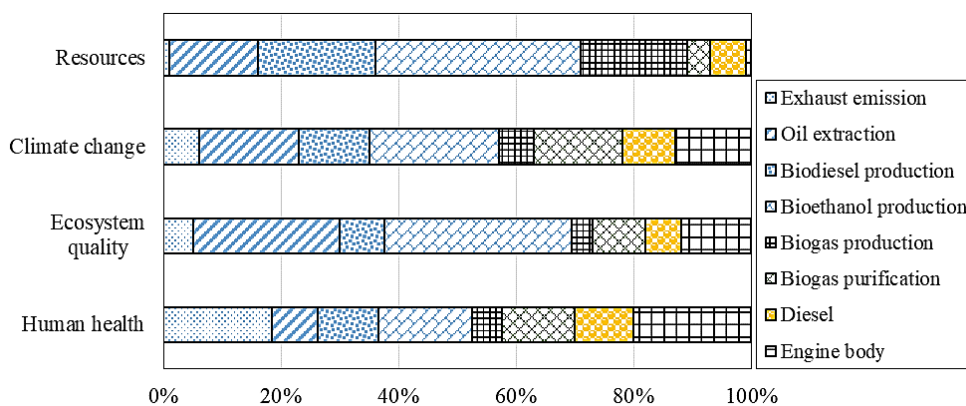 Resources
Climate change
Ecosystem
quality
Human health
0%
20%
40%
60%
80%
100%
Exhaust emission
Oil extraction
Biodiesel production
Bioethanol production
Biogas production
Biogas purification
Diesel
Engine body